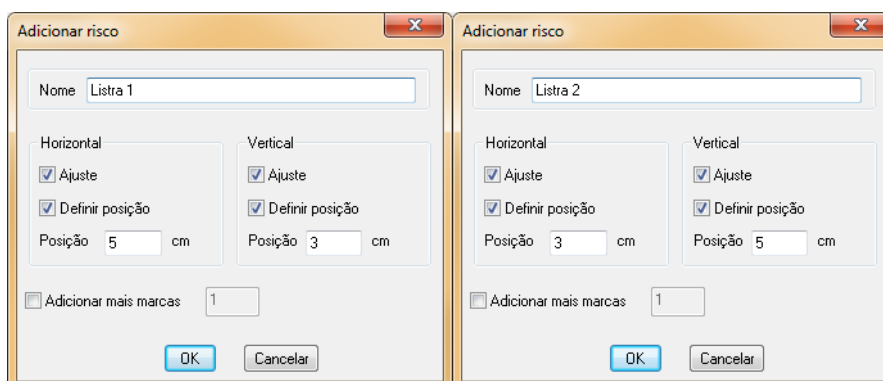 Adicionar risco
Nome Listra 1
Horizontal Vertical
Ajuste Ajuste
Definir posição Definir posição
Posição 5 cm Posição 3 cm
Adicionar mais marcas 1
OK Cancelar
Adicionar risco
Nome Listra 2
Horizontal Vertical
Ajuste Ajuste
Definir posição Definir posição
Posição 3 cm Posição 5 cm
Adicionar mais marcas 1
OK Cancelar